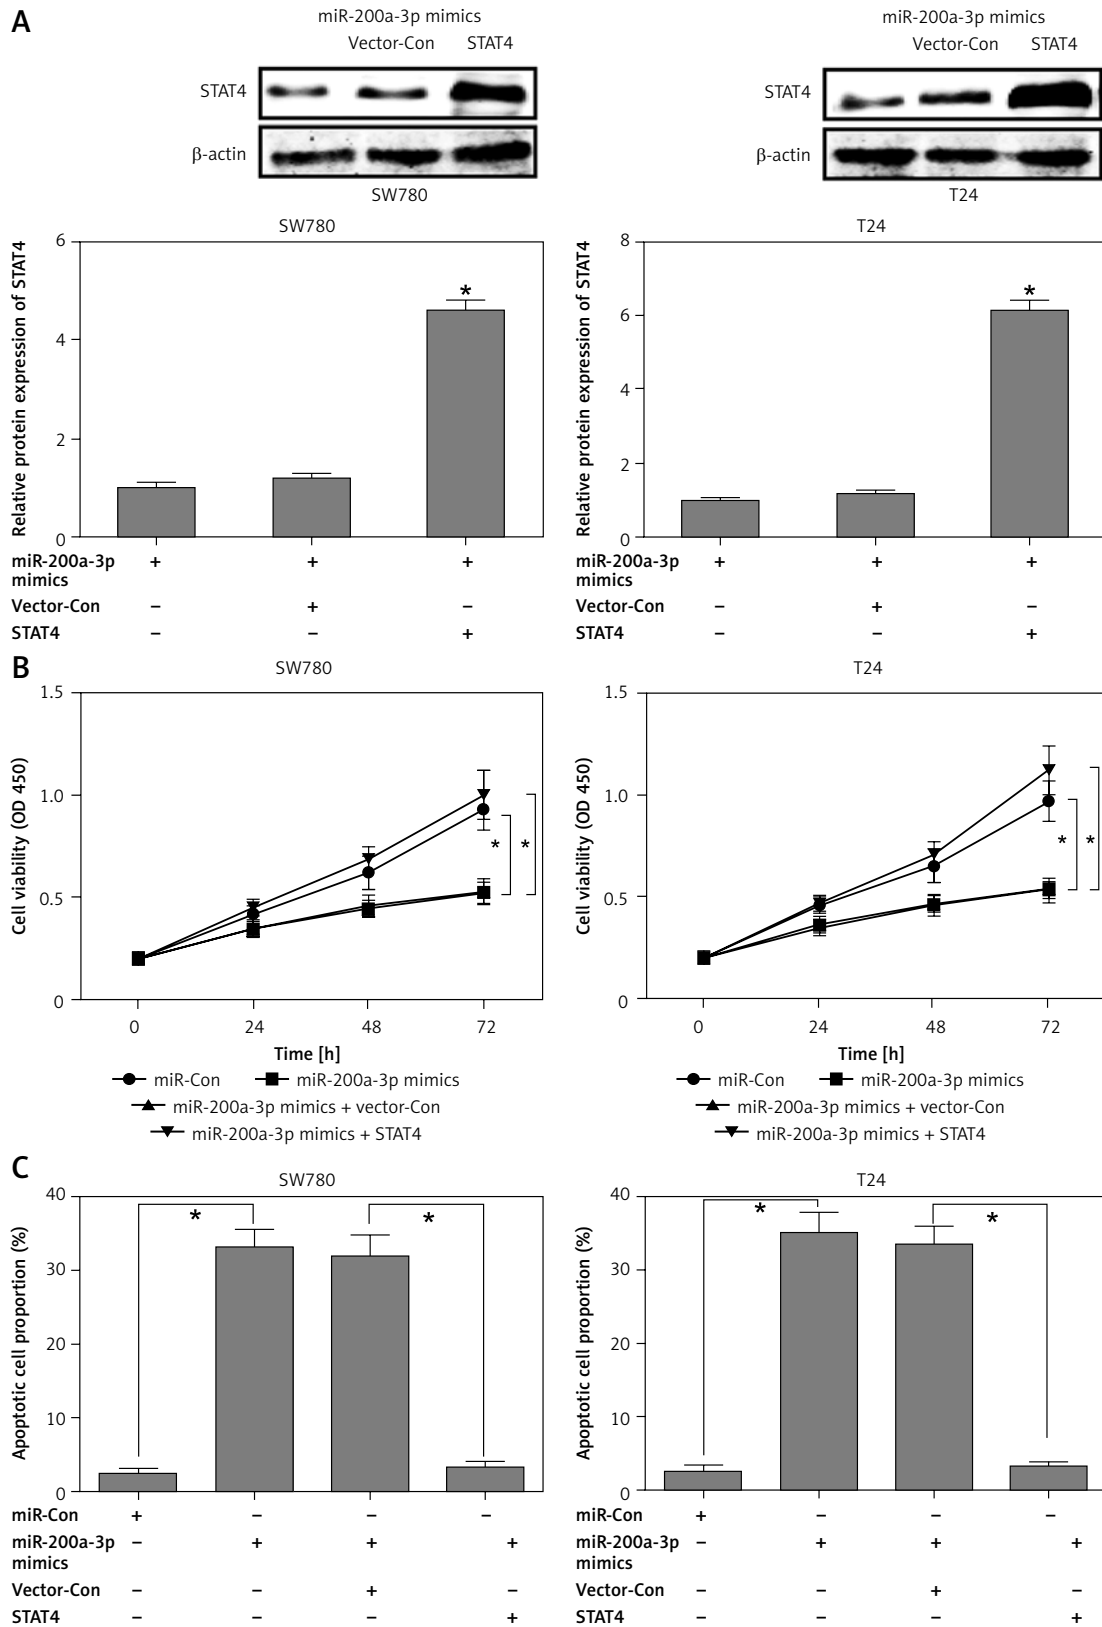 A
miR-200a-3p mimics
Vector-Con STAT4
STAT4
β-actin
SW780
miR-200a-3p mimics
Vector-Con STAT4
STAT4
β-actin
T24
SW780
Relative protein expression of STAT4
6
4
2
0
*
miR-200a-3p mimics + + +
Vector-Con – + –
STAT4 – – +
T24
Relative protein expression of STAT4
8
6
4
2
0
*
miR-200a-3p mimics + + +
Vector-Con – + –
STAT4 – – +
B
SW780
Cell viability (OD 450)
1.5
1.0
0.5
0
* *
0 24 48 72
Time [h]
miR-Con miR-200a-3p mimics
miR-200a-3p mimics + vector-Con
miR-200a-3p mimics + STAT4
T24
Cell viability (OD 450)
1.5
1.0
0.5
0
* *
0 24 48 72
Time [h]
miR-Con miR-200a-3p mimics
miR-200a-3p mimics + vector-Con
miR-200a-3p mimics + STAT4
C
SW780
Apoptotic cell proportion (%)
40
30
20
10
0
* *
miR-Con + – – –
miR-200a-3p mimics – + + +
Vector-Con – – + –
STAT4 – – – +
T24
Apoptotic cell proportion (%)
40
30
20
10
0
* *
miR-Con + – – –
miR-200a-3p mimics – + + +
Vector-Con – – + –
STAT4 – – – +